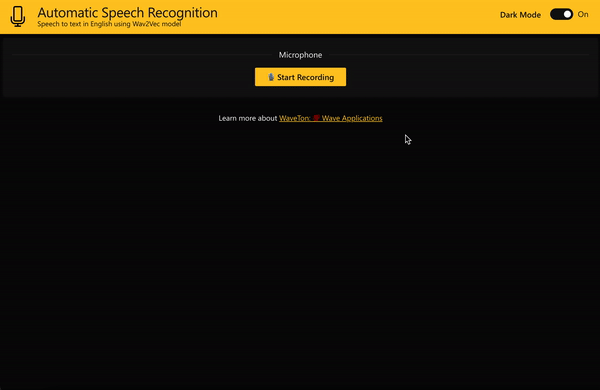 Automatic Speech Recognition
Speech to text in English using Wav2Vec model
Dark Mode On
Microphone
Start Recording
Learn more about WaveTon: 💯 Wave Applications